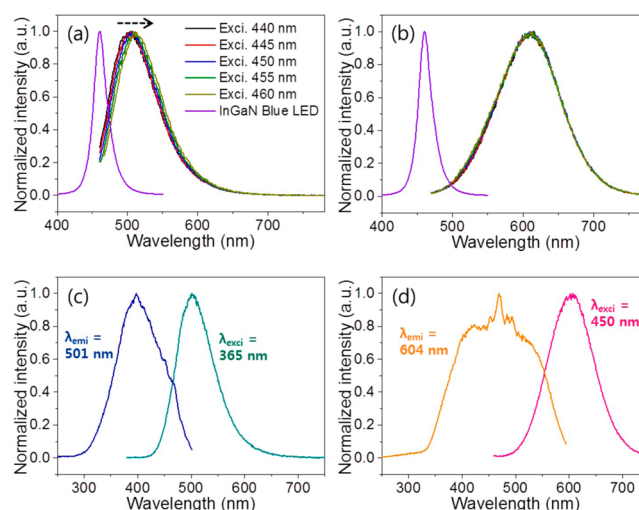 (a)
Exci. 440 nm
Exci. 445 nm
Exci. 450 nm
Exci. 455 nm
Exci. 460 nm
InGaN Blue LED
Normalized intensity (a.u.)
1.0
0.8
0.6
0.4
0.2
0.0
400 500 600 700
Wavelength (nm)
(b)
Normalized intensity (a.u.)
1.0
0.8
0.6
0.4
0.2
0.0
400 500 600 700
Wavelength (nm)
(c)
λemi =
501 nm
λexci =
365 nm
Normalized intensity (a.u.)
1.0
0.8
0.6
0.4
0.2
0.0
300 400 500 600 700
Wavelength (nm)
(d)
λemi =
604 nm
λexci =
450 nm
Normalized intensity (a.u.)
1.0
0.8
0.6
0.4
0.2
0.0
300 400 500 600 700
Wavelength (nm)